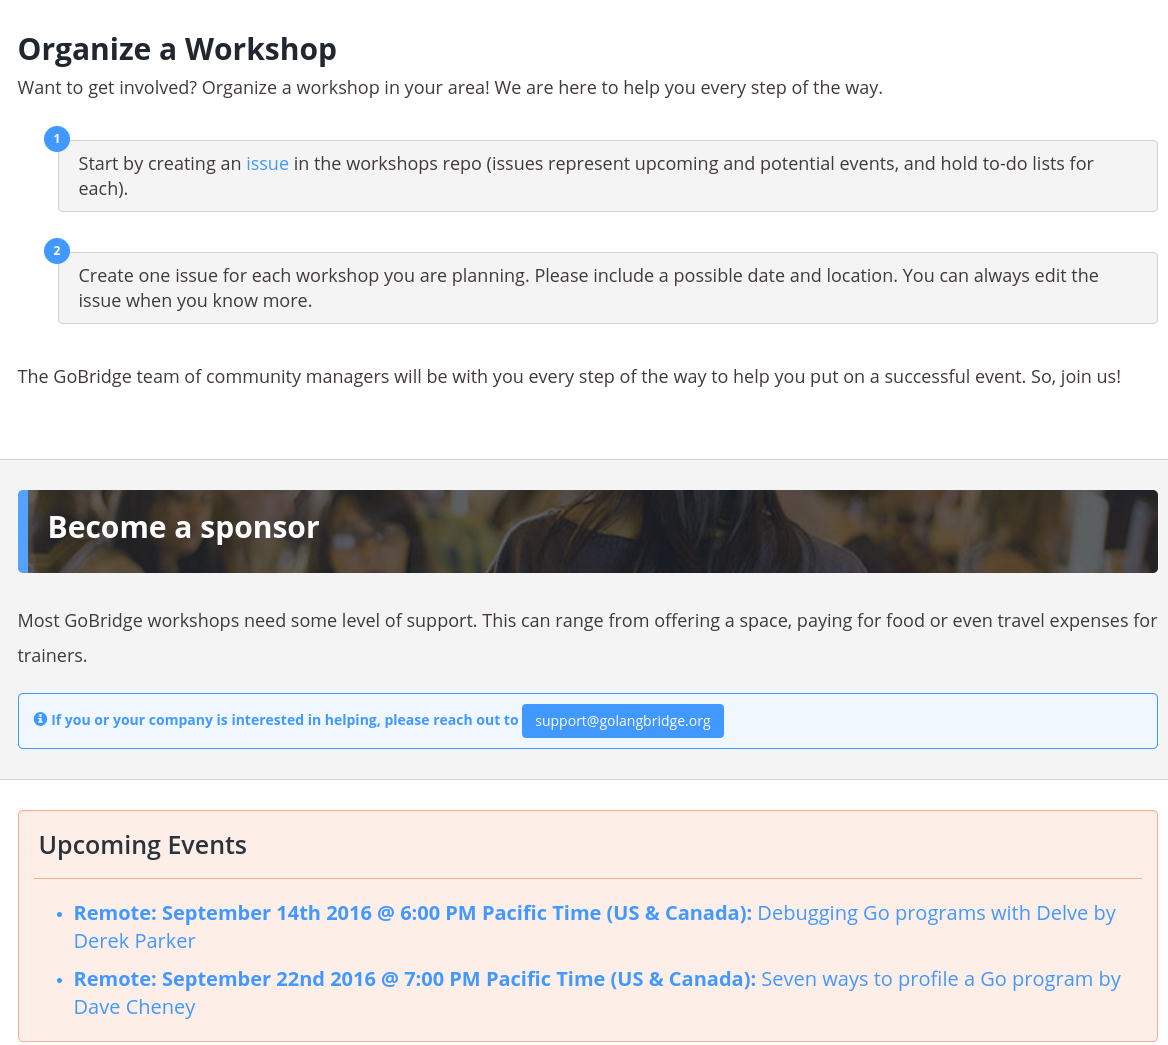 Organize a Workshop
Want to get involved? Organize a workshop in your area! We are here to help you every step of the way.
1
Start by creating an issue in the workshops repo (issues represent upcoming and potential events, and hold to-do lists for
each).
2
Create one issue for each workshop you are planning. Please include a possible date and location. You can always edit the
issue when you know more.
The GoBridge team of community managers will be with you every step of the way to help you put on a successful event. So, join us!
Become a sponsor
Most GoBridge workshops need some level of support. This can range from offering a space, paying for food or even travel expenses for
trainers.
If you or your company is interested in helping, please reach out to support@golangbridge.org
Upcoming Events
• Remote: September 14th 2016 @ 6:00 PM Pacific Time (US & Canada): Debugging Go programs with Delve by
Derek Parker
• Remote: September 22nd 2016 @ 7:00 PM Pacific Time (US & Canada): Seven ways to profile a Go program by
Dave Cheney